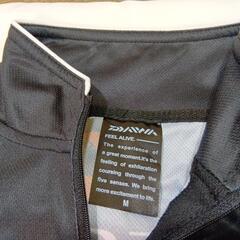 DAIWA
FEEL ALIVE.
The experience of
a great moment.It's the
feeling of exhilaration
coursing through the
five senses. We bring
more excitement to life.
M